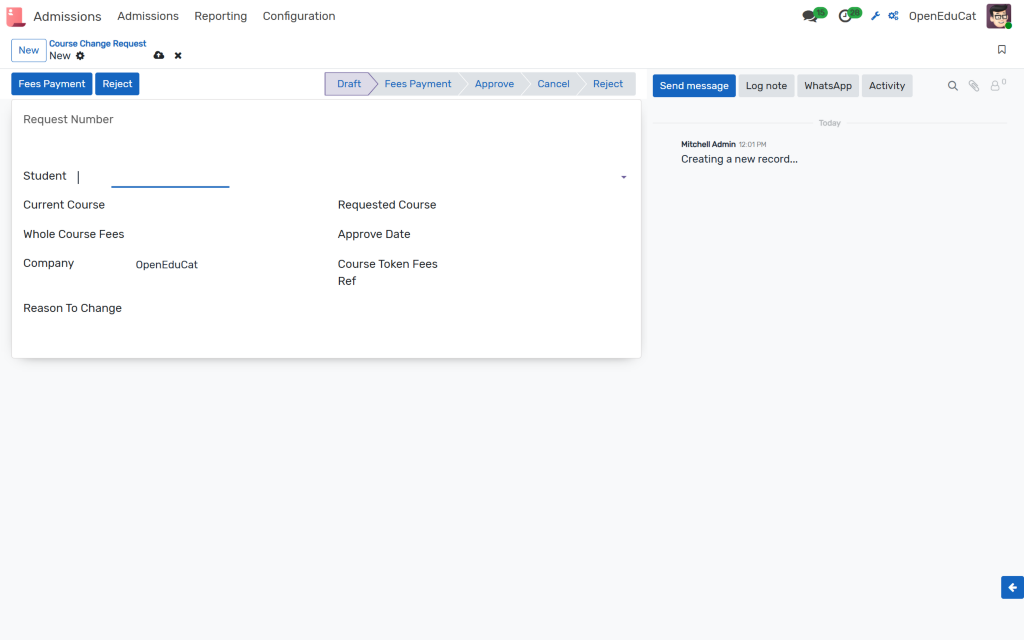 Admissions Admissions Reporting Configuration 15 28 OpenEduCat
New Course Change Request
New
Fees Payment Reject Draft Fees Payment Approve Cancel Reject Send message Log note WhatsApp Activity 0
Request Number
Today
Mitchell Admin 12:01 PM
Creating a new record...
Student
Current Course Requested Course
Whole Course Fees Approve Date
Company OpenEduCat Course Token Fees
Ref
Reason To Change